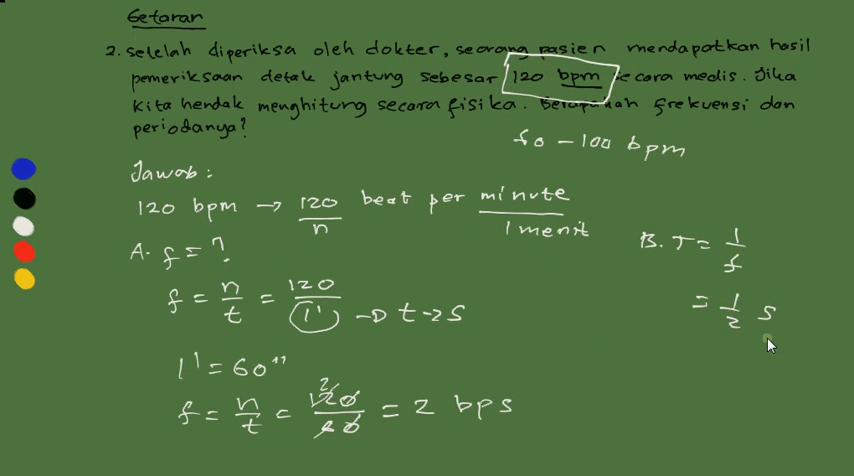 Getaran
2. setelah diperiksa oleh dokter, seorang pasien mendapatkan hasil
pemeriksaan detak jantung sebesar 120 bpm secara medis. Jika
kita hendak menghitung secara fisika. Berapakah frekuensi dan
periodanya?
60 - 100 bpm
Jawab:
120 bpm → 120/n beat per minute/1 menit
A. f = ?
f = n/t = 120/(1') → t → s
1' = 60"
f = n/t = 120/60 = 2 bps
2
B. T = 1/f
= 1/2 s